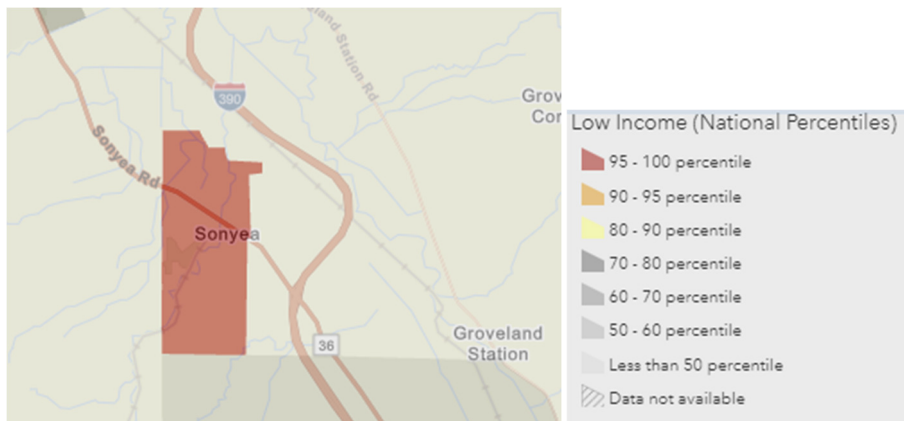 veland Station Rd
390
Grov
Con
Sonyea Rd
Sonyea
36
Groveland
Station
Low Income (National Percentiles)
95 - 100 percentile
90 - 95 percentile
80 - 90 percentile
70 - 80 percentile
60 - 70 percentile
50 - 60 percentile
Less than 50 percentile
Data not available